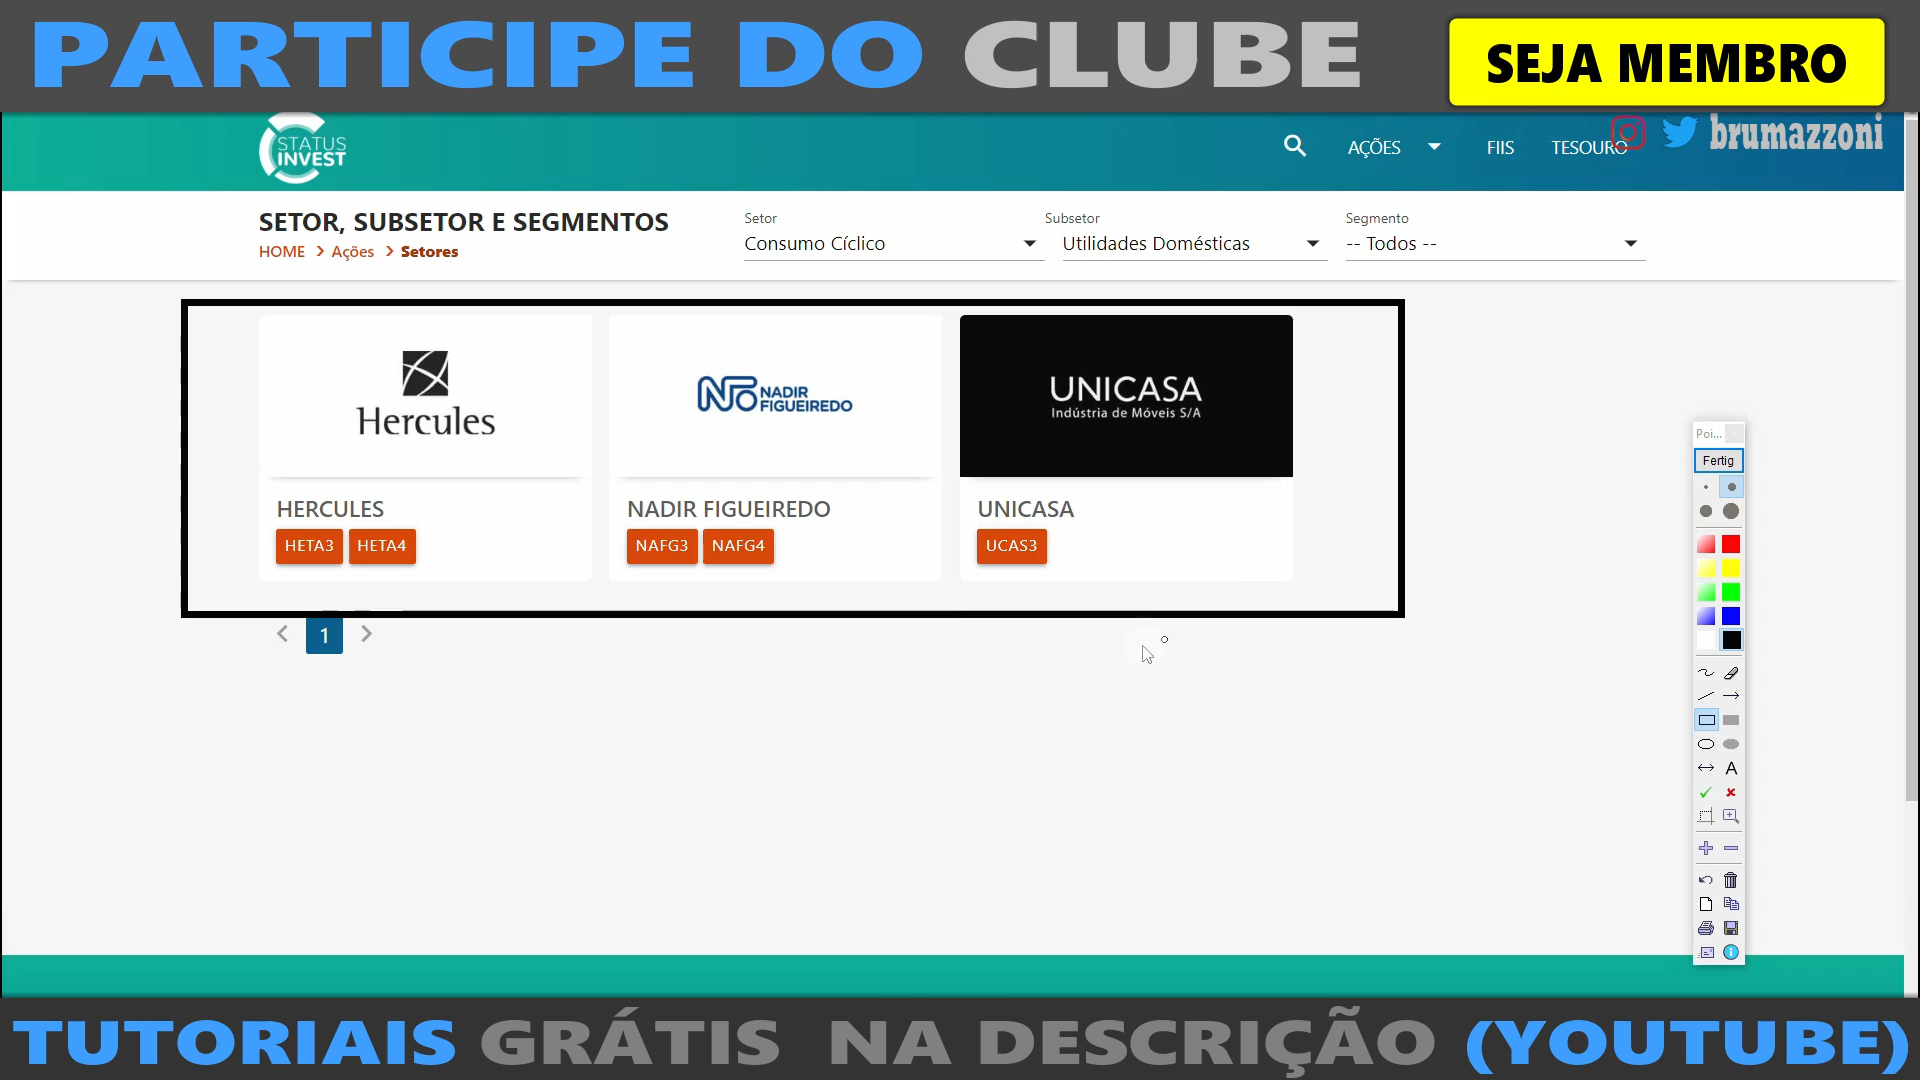 PARTICIPE DO CLUBE
SEJA MEMBRO
STATUS
INVEST
AÇÕES
FIIS
TESOURO
brumazzoni
SETOR, SUBSETOR E SEGMENTOS
HOME > Ações > Setores
Setor
Consumo Cíclico
Subsetor
Utilidades Domésticas
Segmento
-- Todos --
Hercules
NADIR
FIGUEIREDO
UNICASA
Indústria de Móveis S/A
HERCULES
HETA3 HETA4
NADIR FIGUEIREDO
NAFG3 NAFG4
UNICASA
UCAS3
1
Poi...
Fertig
A
TUTORIAIS GRÁTIS NA DESCRIÇÃO (YOUTUBE)